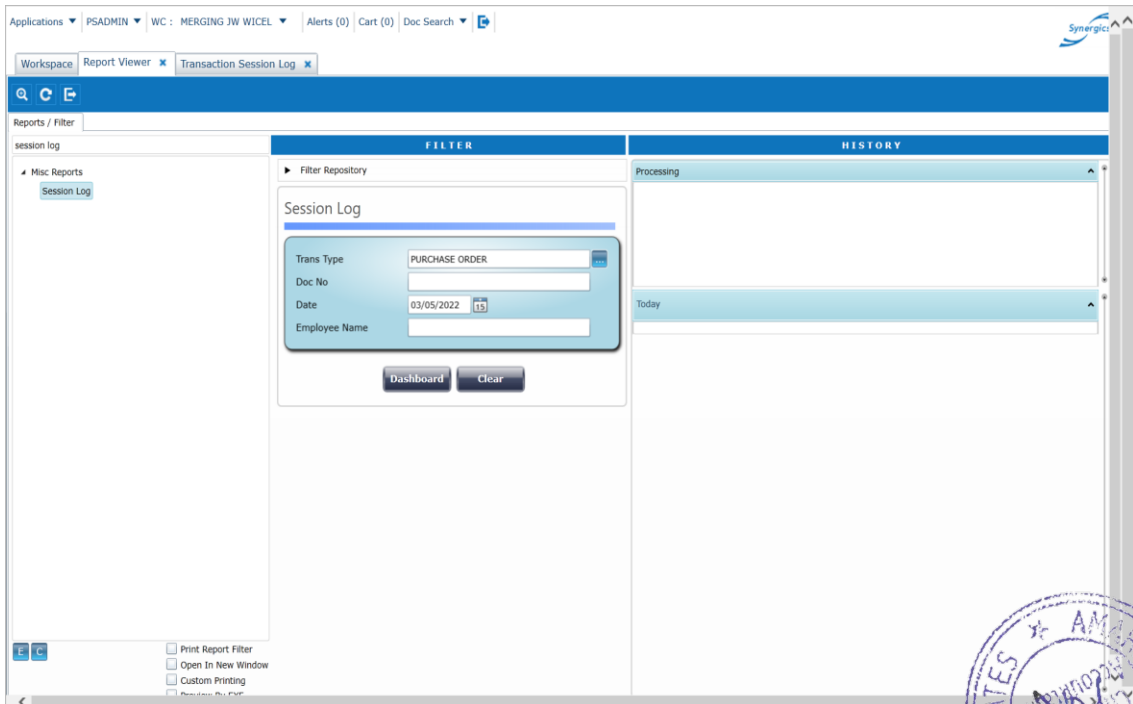 Applications ▼ PSADMIN ▼ WC : MERGING JW WICEL ▼ Alerts (0) Cart (0) Doc Search ▼
Synergics
Workspace Report Viewer x Transaction Session Log x
Reports / Filter
session log
FILTER
HISTORY
Misc Reports
Session Log
Filter Repository
Session Log
Trans Type PURCHASE ORDER ...
Doc No
Date 03/05/2022 15
Employee Name
Dashboard Clear
Processing
Today
E C
Print Report Filter
Open In New Window
Custom Printing